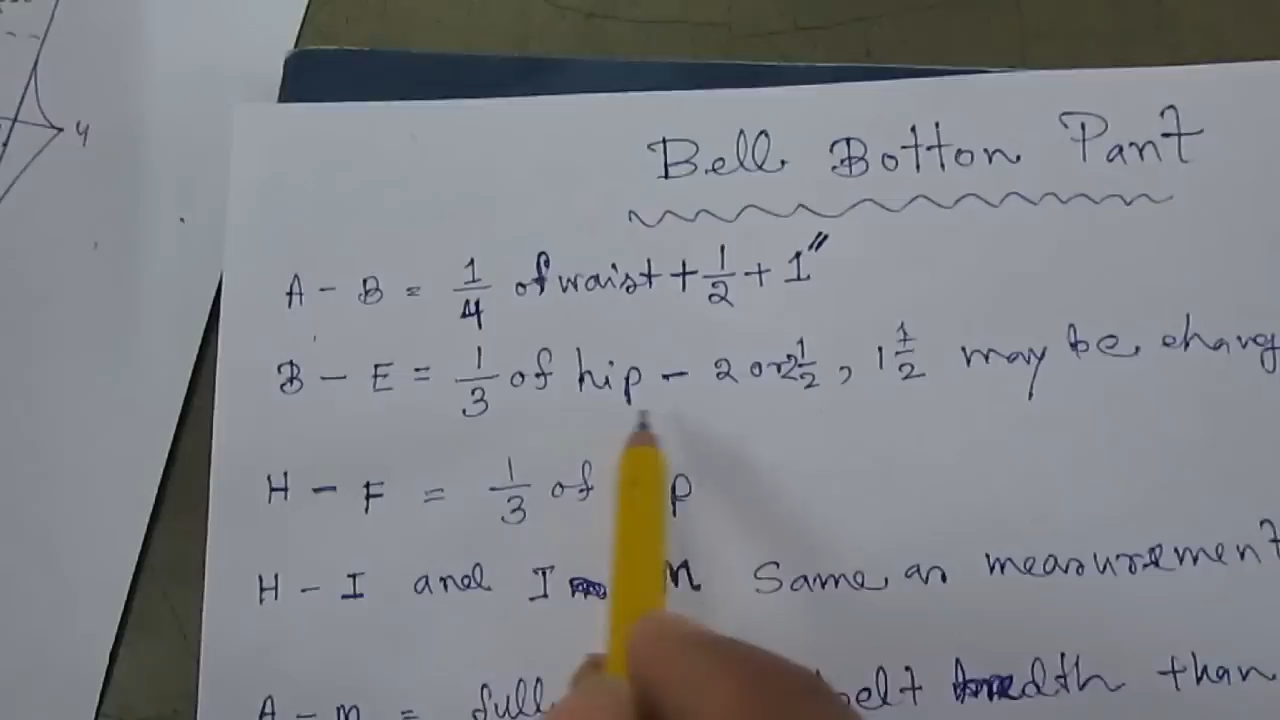 4
Bell Botton Pant
A - B = 1/4 of waist + 1/2 + 1"
B - E = 1/3 of hip - 2 or 2 1/2, 1 1/2 may be
H - F = 1/3 of p
H - I and I n Same as measurement
A - m = full belt than